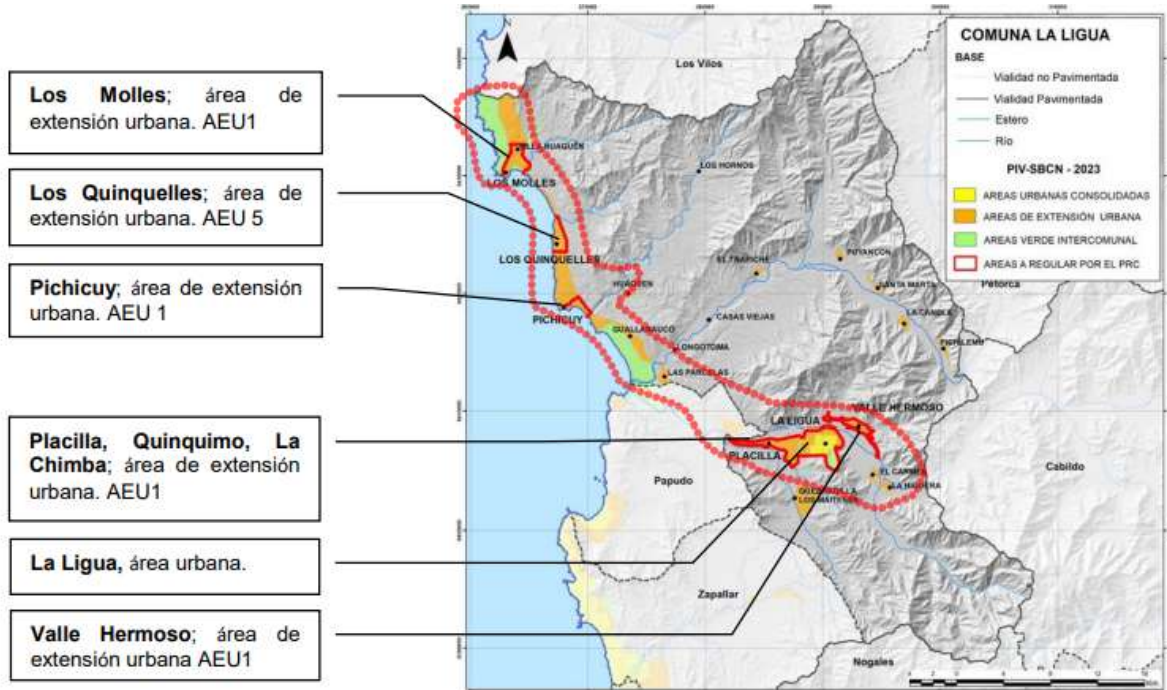 Los Molles; área de
extensión urbana. AEU1
Los Quinquelles; área de
extensión urbana. AEU 5
Pichicuy; área de extensión
urbana. AEU 1
Placilla, Quinquimo, La
Chimba; área de extensión
urbana. AEU1
La Ligua, área urbana.
Valle Hermoso; área de
extensión urbana AEU1
COMUNA LA LIGUA
BASE
Vialidad no Pavimentada
Vialidad Pavimentada
Estero
Río
PIV-SBCN - 2023
AREAS URBANAS CONSOLIDADAS
AREAS DE EXTENSIÓN URBANA
AREAS VERDE INTERCOMUNAL
AREAS A REGULAR POR EL PRC
Los Vilos
LOS MOLLES
LOS HORNOS
LOS QUINQUELLES
HUAQUEN
EL TRAPICHE
PUYANCON
SANTA MARTA
Petorca
PICHICUY
GUALLARAUCO
CASAS VIEJAS
LA CANELA
LONGOTOMA
LAS PARCELAS
VALLE HERMOSO
LA LIGUA
PLACILLA
EL CARMEN
LA HIGUERA
Cabildo
Papudo
Zapallar
Nogales